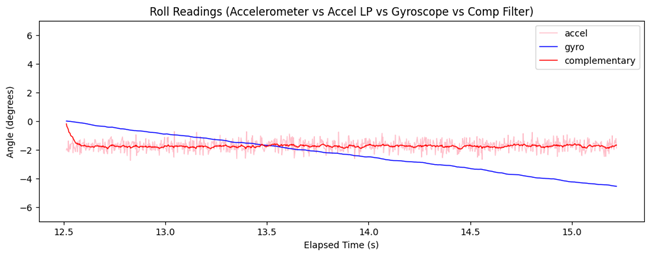 Roll Readings (Accelerometer vs Accel LP vs Gyroscope vs Comp Filter)
accel
gyro
complementary
Angle (degrees)
6
4
2
0
−2
−4
−6
12.5 13.0 13.5 14.0 14.5 15.0
Elapsed Time (s)